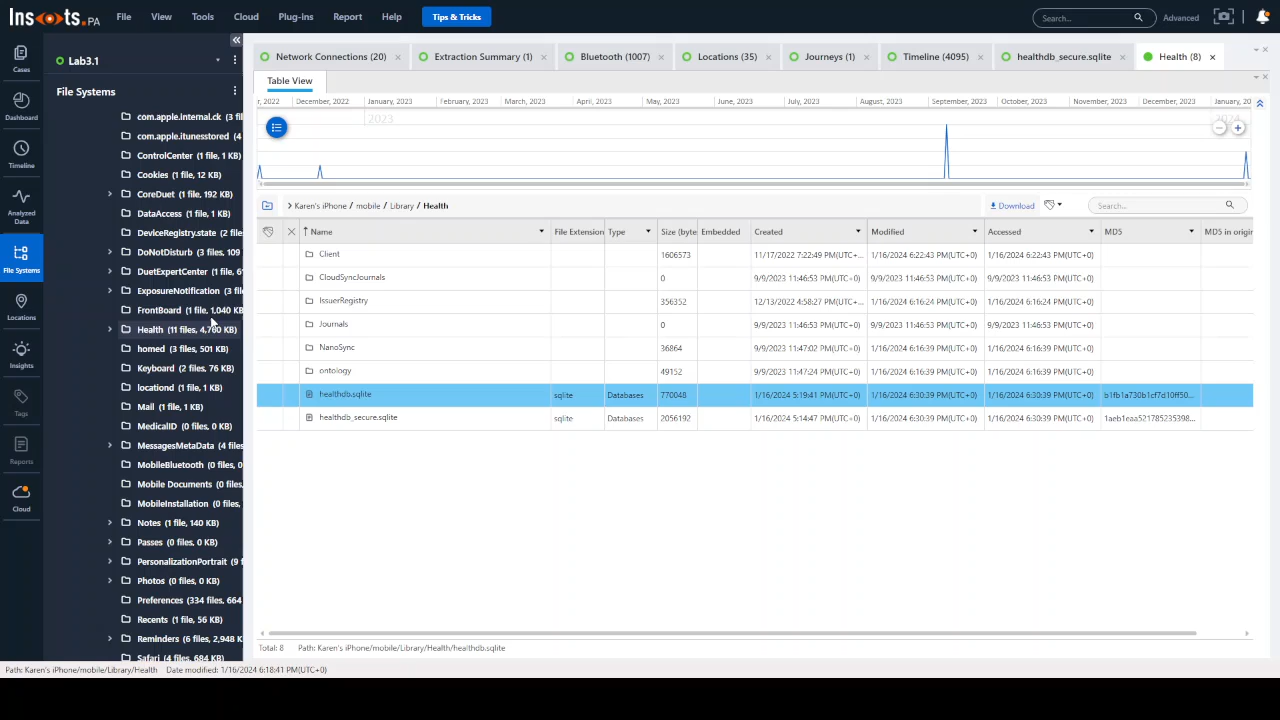 Ins ts.PA File View Tools Cloud Plug-ins Report Help Tips & Tricks Search... Advanced
Cases
Dashboard
Timeline
Analyzed
Data
File Systems
Locations
Insights
Tags
Reports
Cloud
Lab3.1
File Systems
com.apple.internal.ck (3 fil
com.apple.itunesstored (4
ControlCenter (1 file, 1 KB)
Cookies (1 file, 12 KB)
CoreDuet (1 file, 192 KB)
DataAccess (1 file, 1 KB)
DeviceRegistry.state (2 files
DoNotDisturb (3 files, 109
DuetExpertCenter (1 file, 6
ExposureNotification (3 file
FrontBoard (1 file, 1,040 KB
Health (11 files, 4,760 KB)
homed (3 files, 501 KB)
Keyboard (2 files, 76 KB)
locationd (1 file, 1 KB)
Mail (1 file, 1 KB)
MedicalID (0 files, 0 KB)
MessagesMetaData (4 files
MobileBluetooth (0 files, 0
Mobile Documents (0 files,
MobileInstallation (0 files,
Notes (1 file, 140 KB)
Passes (0 files, 0 KB)
PersonalizationPortrait (9 f
Photos (0 files, 0 KB)
Preferences (334 files, 664
Recents (1 file, 56 KB)
Reminders (6 files, 2,948 K
Safari (4 files, 684 KB)
Network Connections (20) Extraction Summary (1) Bluetooth (1007) Locations (35) Journeys (1) Timeline (4095) healthdb_secure.sqlite Health (8)
Table View
r, 2022 December, 2022 January, 2023 February, 2023 March, 2023 April, 2023 May, 2023 June, 2023 July, 2023 August, 2023 September, 2023 October, 2023 November, 2023 December, 2023 January, 20
2023 2024
Karen's iPhone / mobile / Library / Health Download Search...
Name File Extension Type Size (byte Embedded Created Modified Accessed MD5 MD5 in origin
Client 1606573 11/17/2022 7:22:49 PM(UTC+... 1/16/2024 6:22:43 PM(UTC+0) 1/16/2024 6:22:43 PM(UTC+0)
CloudSyncJournals 0 9/9/2023 11:46:53 PM(UTC+0) 9/9/2023 11:46:53 PM(UTC+0) 9/9/2023 11:46:53 PM(UTC+0)
IssuerRegistry 356352 12/13/2022 4:58:27 PM(UTC+... 1/16/2024 6:16:24 PM(UTC+0) 1/16/2024 6:16:24 PM(UTC+0)
Journals 0 9/9/2023 11:46:53 PM(UTC+0) 9/9/2023 11:46:53 PM(UTC+0) 9/9/2023 11:46:53 PM(UTC+0)
NanoSync 36864 9/9/2023 11:47:02 PM(UTC+0) 1/16/2024 6:16:39 PM(UTC+0) 1/16/2024 6:16:39 PM(UTC+0)
ontology 49152 9/9/2023 11:47:24 PM(UTC+0) 1/16/2024 6:16:39 PM(UTC+0) 1/16/2024 6:16:39 PM(UTC+0)
healthdb.sqlite sqlite Databases 770048 1/16/2024 5:19:41 PM(UTC+0) 1/16/2024 6:30:39 PM(UTC+0) 1/16/2024 6:30:39 PM(UTC+0) b1fb1a730b1cf7d10ff50...
healthdb_secure.sqlite sqlite Databases 2056192 1/16/2024 5:14:47 PM(UTC+0) 1/16/2024 6:30:39 PM(UTC+0) 1/16/2024 6:30:39 PM(UTC+0) 1aeb1eaa521785235398...
Total: 8 Path: Karen's iPhone/mobile/Library/Health/healthdb.sqlite
Path: Karen's iPhone/mobile/Library/Health Date modified: 1/16/2024 6:18:41 PM(UTC+0)